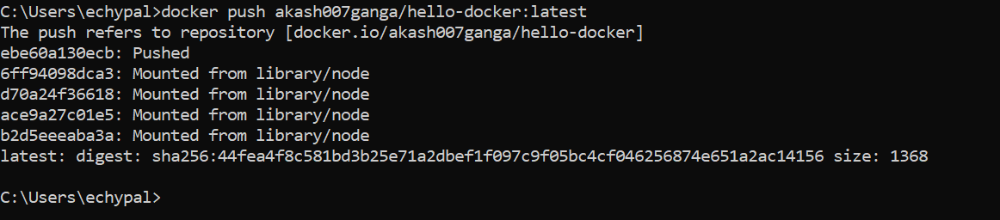 C:\Users\echypal>docker push akash007ganga/hello-docker:latest
The push refers to repository [docker.io/akash007ganga/hello-docker]
ebe60a130ecb: Pushed
6ff94098dca3: Mounted from library/node
d70a24f36618: Mounted from library/node
ace9a27c01e5: Mounted from library/node
b2d5eeeaba3a: Mounted from library/node
latest: digest: sha256:44fea4f8c581bd3b25e71a2dbef1f097c9f05bc4cf046256874e651a2ac14156 size: 1368
C:\Users\echypal>